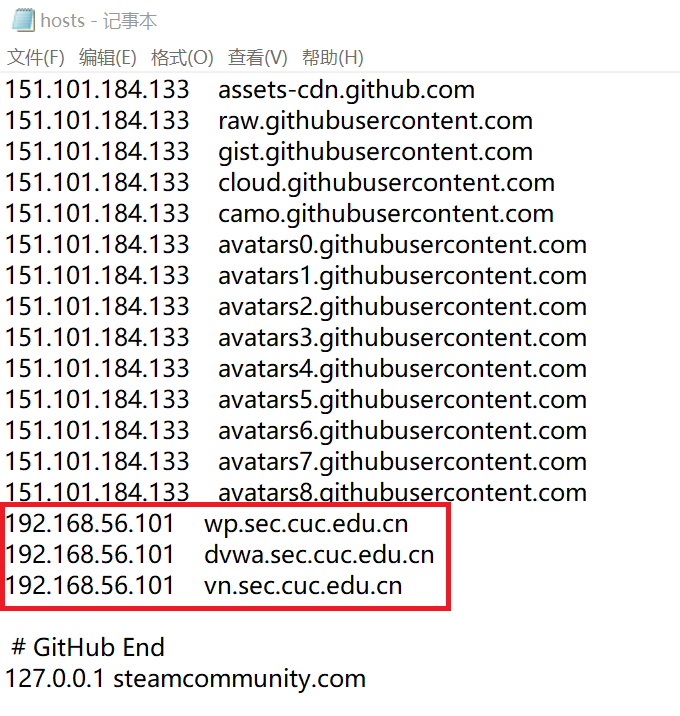 hosts - 记事本
文件(F) 编辑(E) 格式(O) 查看(V) 帮助(H)
151.101.184.133 assets-cdn.github.com
151.101.184.133 raw.githubusercontent.com
151.101.184.133 gist.githubusercontent.com
151.101.184.133 cloud.githubusercontent.com
151.101.184.133 camo.githubusercontent.com
151.101.184.133 avatars0.githubusercontent.com
151.101.184.133 avatars1.githubusercontent.com
151.101.184.133 avatars2.githubusercontent.com
151.101.184.133 avatars3.githubusercontent.com
151.101.184.133 avatars4.githubusercontent.com
151.101.184.133 avatars5.githubusercontent.com
151.101.184.133 avatars6.githubusercontent.com
151.101.184.133 avatars7.githubusercontent.com
151.101.184.133 avatars8.githubusercontent.com
192.168.56.101 wp.sec.cuc.edu.cn
192.168.56.101 dvwa.sec.cuc.edu.cn
192.168.56.101 vn.sec.cuc.edu.cn
# GitHub End
127.0.0.1 steamcommunity.com